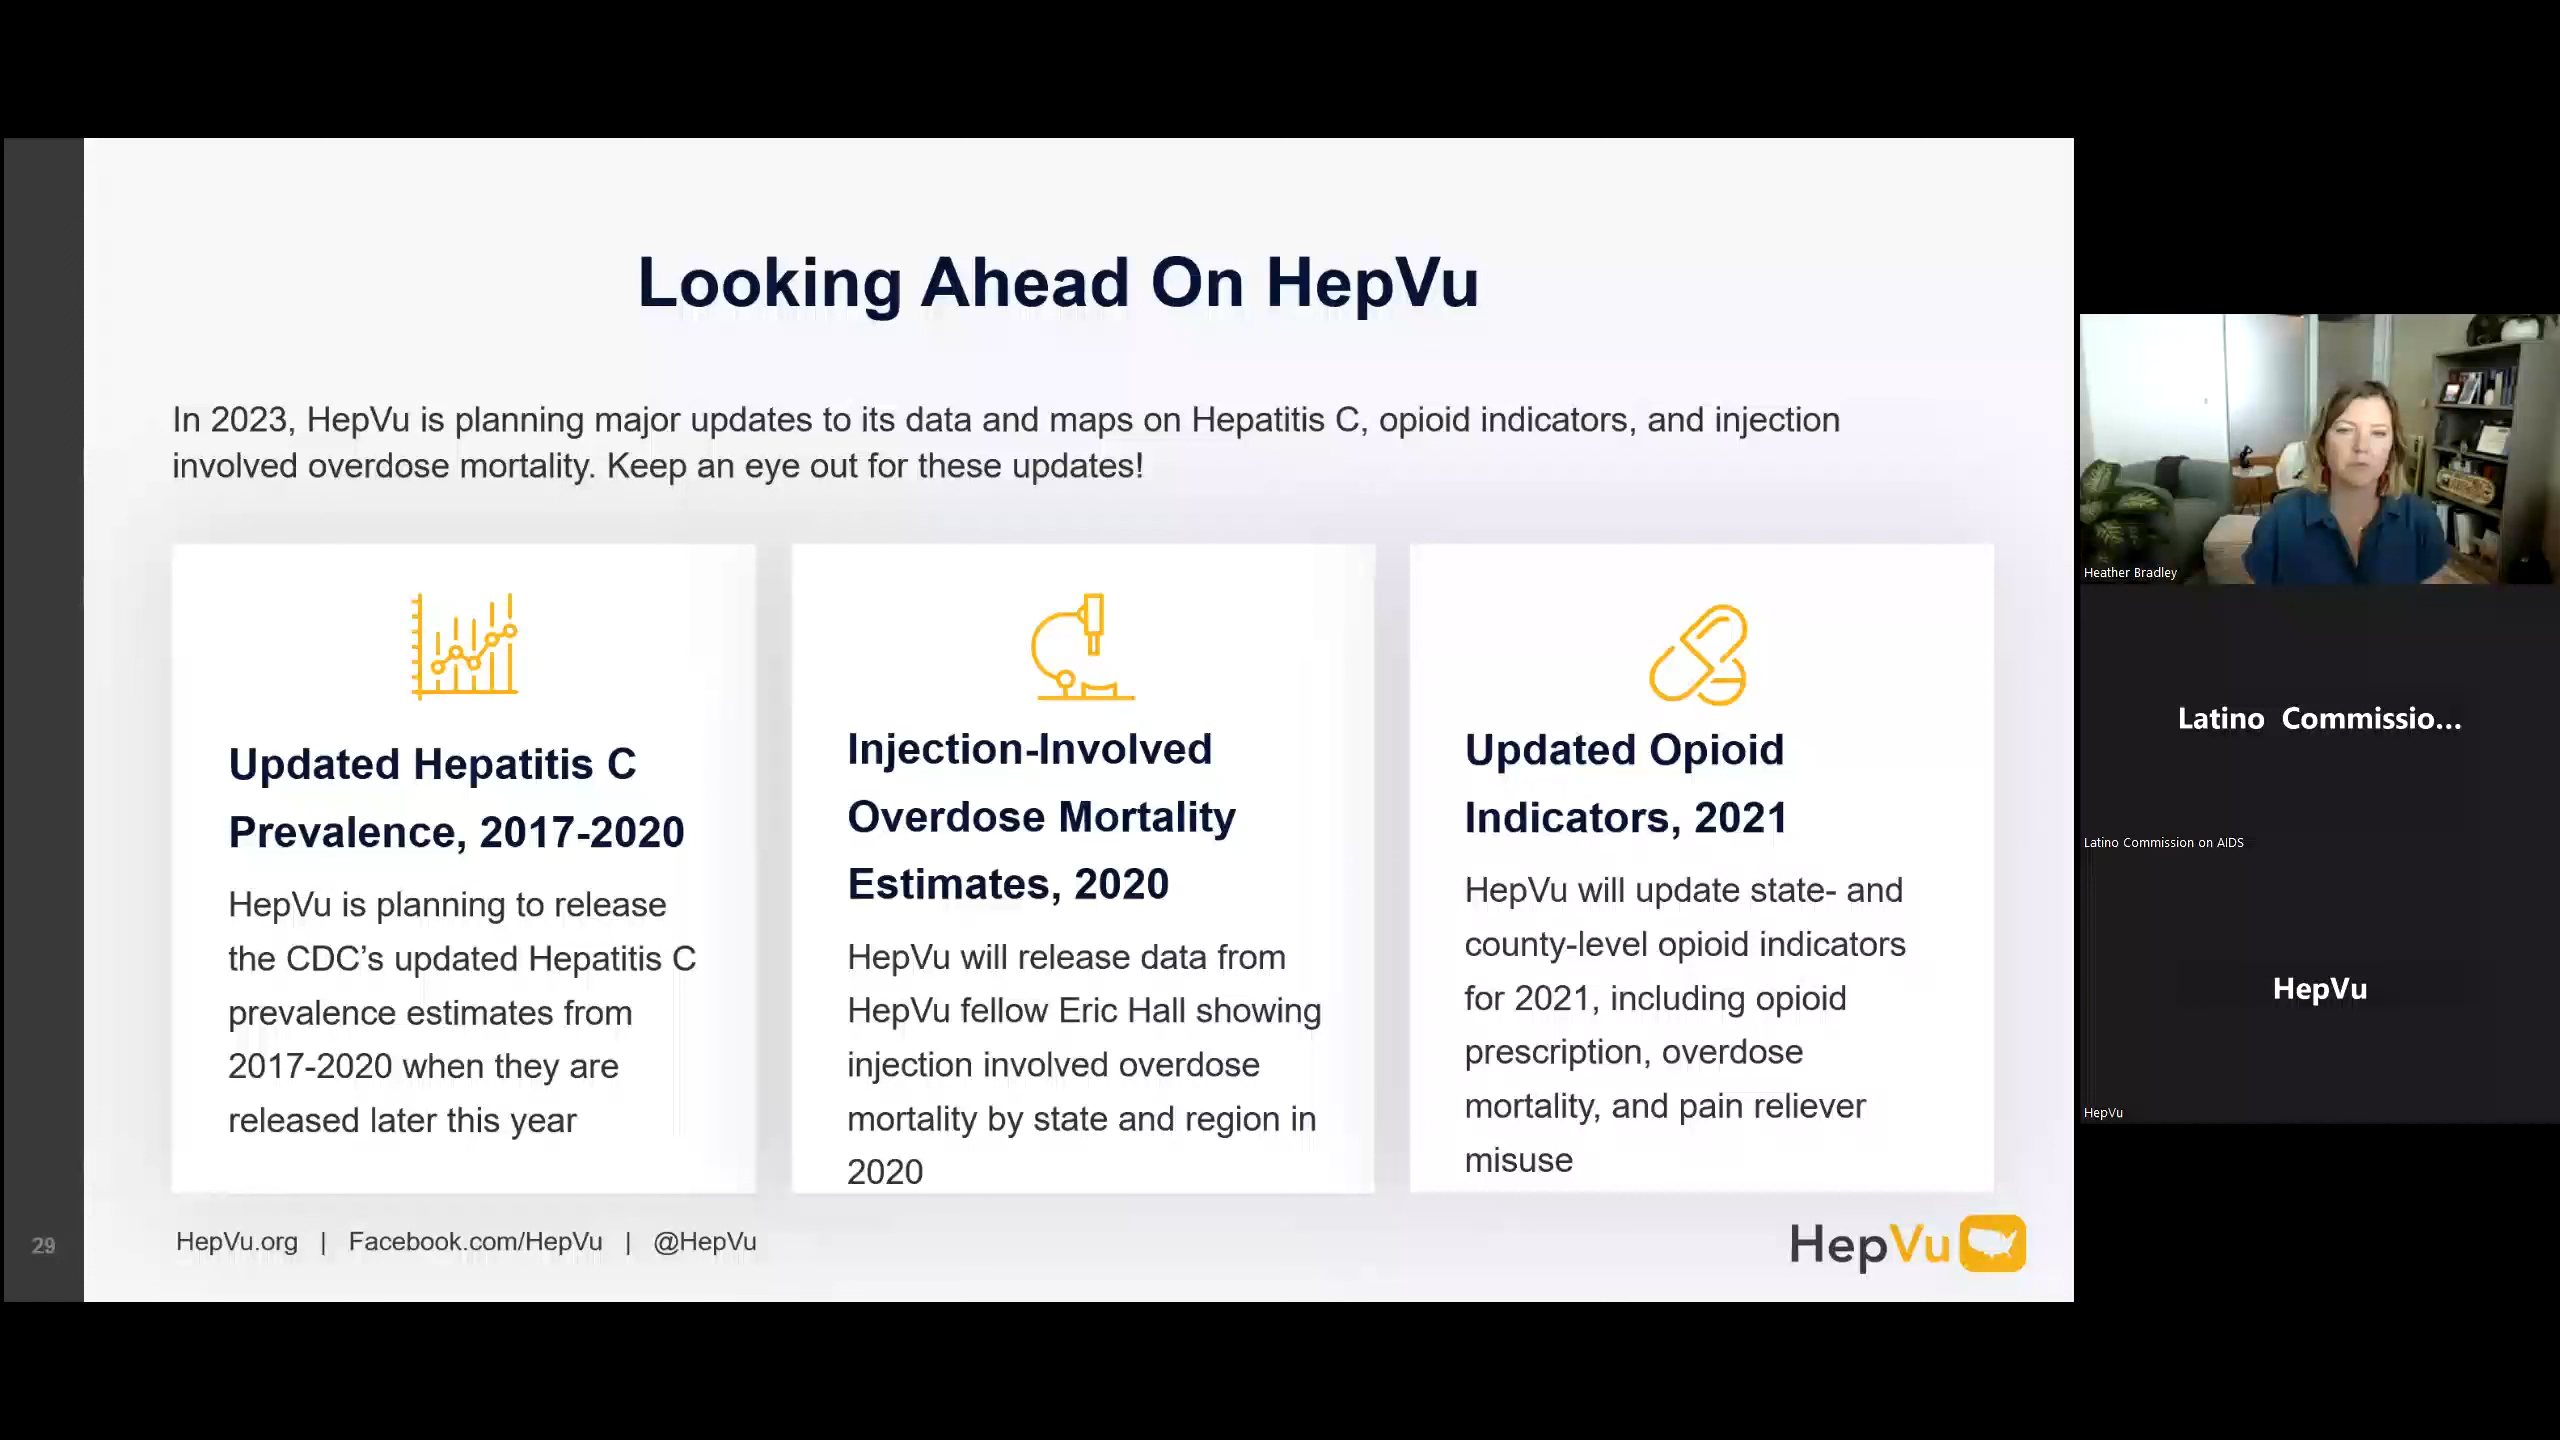 Looking Ahead On HepVu
In 2023, HepVu is planning major updates to its data and maps on Hepatitis C, opioid indicators, and injection
involved overdose mortality. Keep an eye out for these updates!
Updated Hepatitis C
Prevalence, 2017-2020
HepVu is planning to release
the CDC’s updated Hepatitis C
prevalence estimates from
2017-2020 when they are
released later this year
Injection-Involved
Overdose Mortality
Estimates, 2020
HepVu will release data from
HepVu fellow Eric Hall showing
injection involved overdose
mortality by state and region in
2020
Updated Opioid
Indicators, 2021
HepVu will update state- and
county-level opioid indicators
for 2021, including opioid
prescription, overdose
mortality, and pain reliever
misuse
29
HepVu.org | Facebook.com/HepVu | @HepVu
HepVu
Heather Bradley
Latino Commissio...
Latino Commission on AIDS
HepVu
HepVu